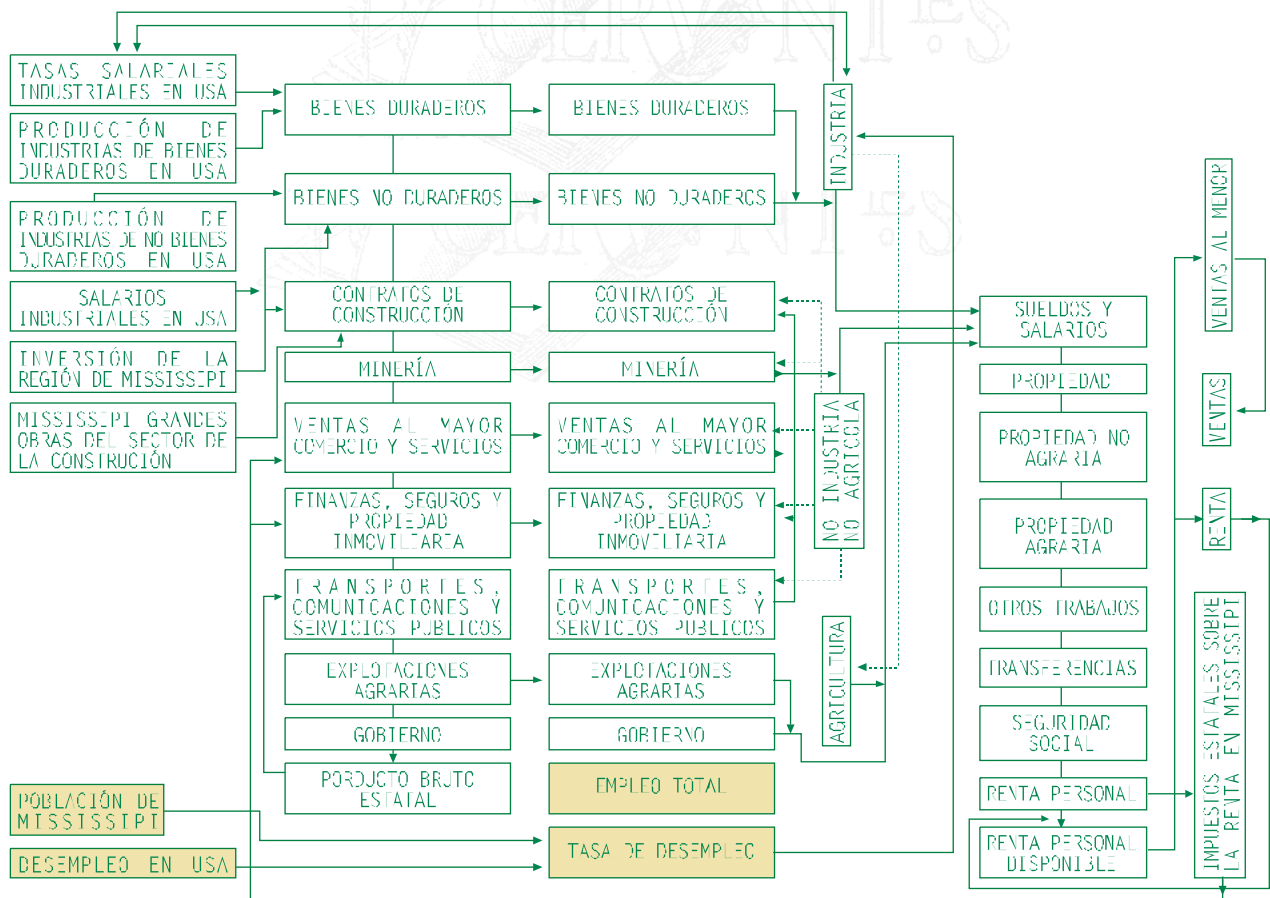 TASAS SALARIALES
INDUSTRIALES EN USA
PRODUCCIÓN DE
INDUSTRIAS DE BIENES
DURADEROS EN USA
PRODUCCIÓN DE
INDUSTRIAS DE NO BIENES
DURADEROS EN USA
SALARIOS
INDUSTRIALES EN USA
INVERSIÓN DE LA
REGIÓN DE MISSISSIPI
MISSISSIPI GRANDES
OBRAS DEL SECTOR DE
LA CONSTRUCIÓN
POBLACIÓN DE
MISSISSIPI
DESEMPLEO EN USA
BIENES DURADEROS
BIENES NO DURADEROS
CONTRATOS DE
CONSTRUCCIÓN
MINERÍA
VENTAS AL MAYOR
COMERCIO Y SERVICIOS
FINANZAS, SEGUROS Y
PROPIEDAD
INMOVILIARIA
TRANSPORTES,
COMUNICACIONES Y
SERVICIOS PUBLICOS
EXPLOTACIONES
AGRARIAS
GOBIERNO
PORDUCTO BRUTO
ESTATAL
BIENES DURADEROS
BIENES NO DURADEROS
CONTRATOS DE
CONSTRUCCIÓN
MINERÍA
VENTAS AL MAYOR
COMERCIO Y SERVICIOS
FINANZAS, SEGUROS Y
PROPIEDAD
INMOVILIARIA
TRANSPORTES,
COMUNICACIONES Y
SERVICIOS PUBLICOS
EXPLOTACIONES
AGRARIAS
GOBIERNO
EMPLEO TOTAL
TASA DE DESEMPLEO
INDUSTRIA
NO INDUSTRIA
NO AGRICOLA
AGRICULTURA
SUELDOS Y
SALARIOS
PROPIEDAD
PROPIEDAD NO
AGRARIA
PROPIEDAD
AGRARIA
OTROS TRABAJOS
TRANSFERENCIAS
SEGURIDAD
SOCIAL
RENTA PERSONAL
RENTA PERSONAL
DISPONIBLE
VENTAS AL MENOR
VENTAS
RENTA
IMPUESTOS ESTATALES SOBRE
LA RENTA EN MISSISSIPI